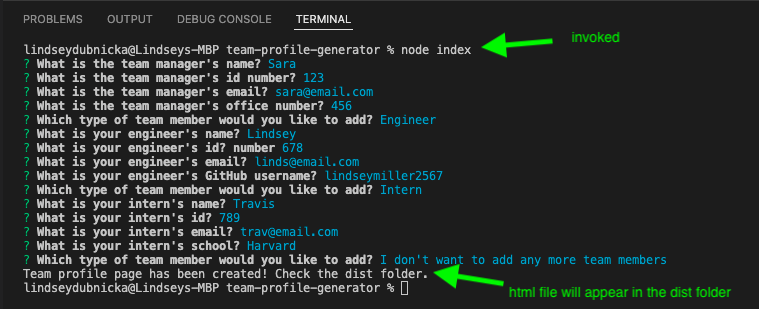 PROBLEMS OUTPUT DEBUG CONSOLE TERMINAL
lindseydubnicka@Lindseys-MBP team-profile-generator % node index
invoked
? What is the team manager's name? Sara
? What is the team manager's id number? 123
? What is the team manager's email? sara@email.com
? What is the team manager's office number? 456
? Which type of team member would you like to add? Engineer
? What is your engineer's name? Lindsey
? What is your engineer's id? number 678
? What is your engineer's email? linds@email.com
? What is your engineer's GitHub username? lindseymiller2567
? Which type of team member would you like to add? Intern
? What is your intern's name? Travis
? What is your intern's id? 789
? What is your intern's email? trav@email.com
? What is your intern's school? Harvard
? Which type of team member would you like to add? I don't want to add any more team members
Team profile page has been created! Check the dist folder.
lindseydubnicka@Lindseys-MBP team-profile-generator %
html file will appear in the dist folder